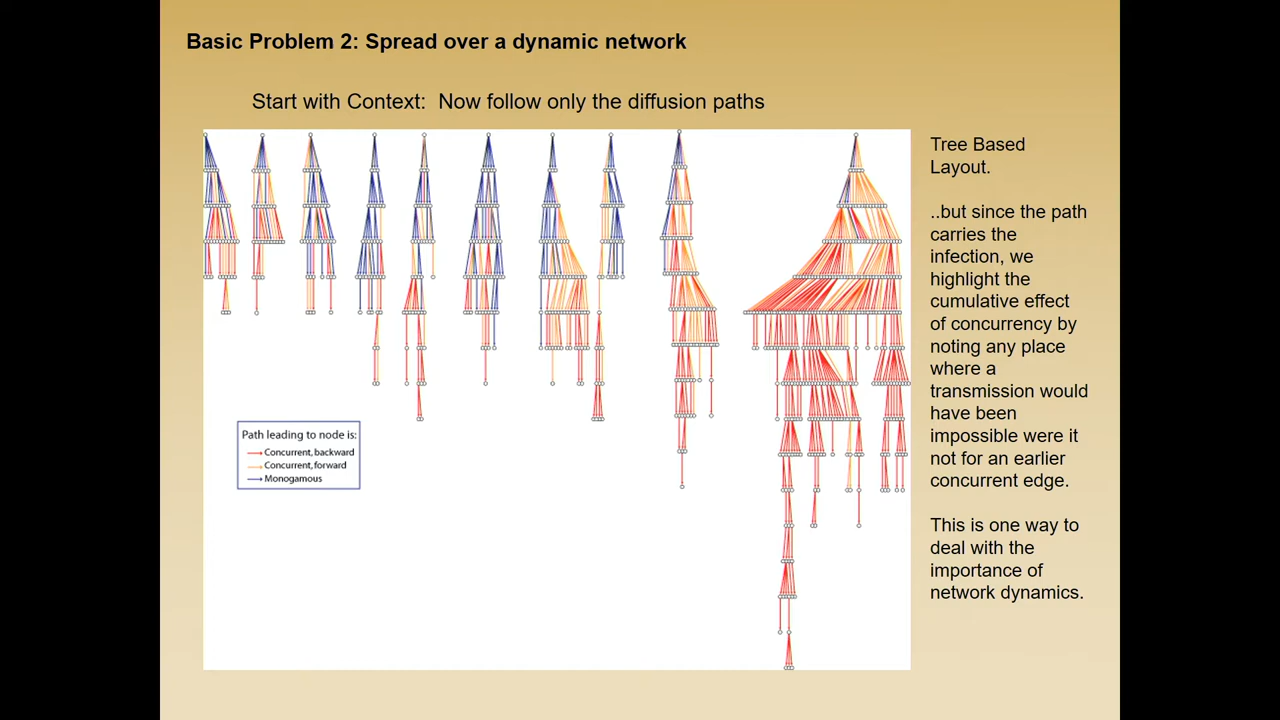 Basic Problem 2: Spread over a dynamic network
Start with Context:  Now follow only the diffusion paths
Tree Based
Layout.
..but since the path
carries the
infection, we
highlight the
cumulative effect
of concurrency by
noting any place
where a
transmission would
have been
impossible were it
not for an earlier
concurrent edge.
This is one way to
deal with the
importance of
network dynamics.
Path leading to node is:
Concurrent, backward
Concurrent, forward
Monogamous